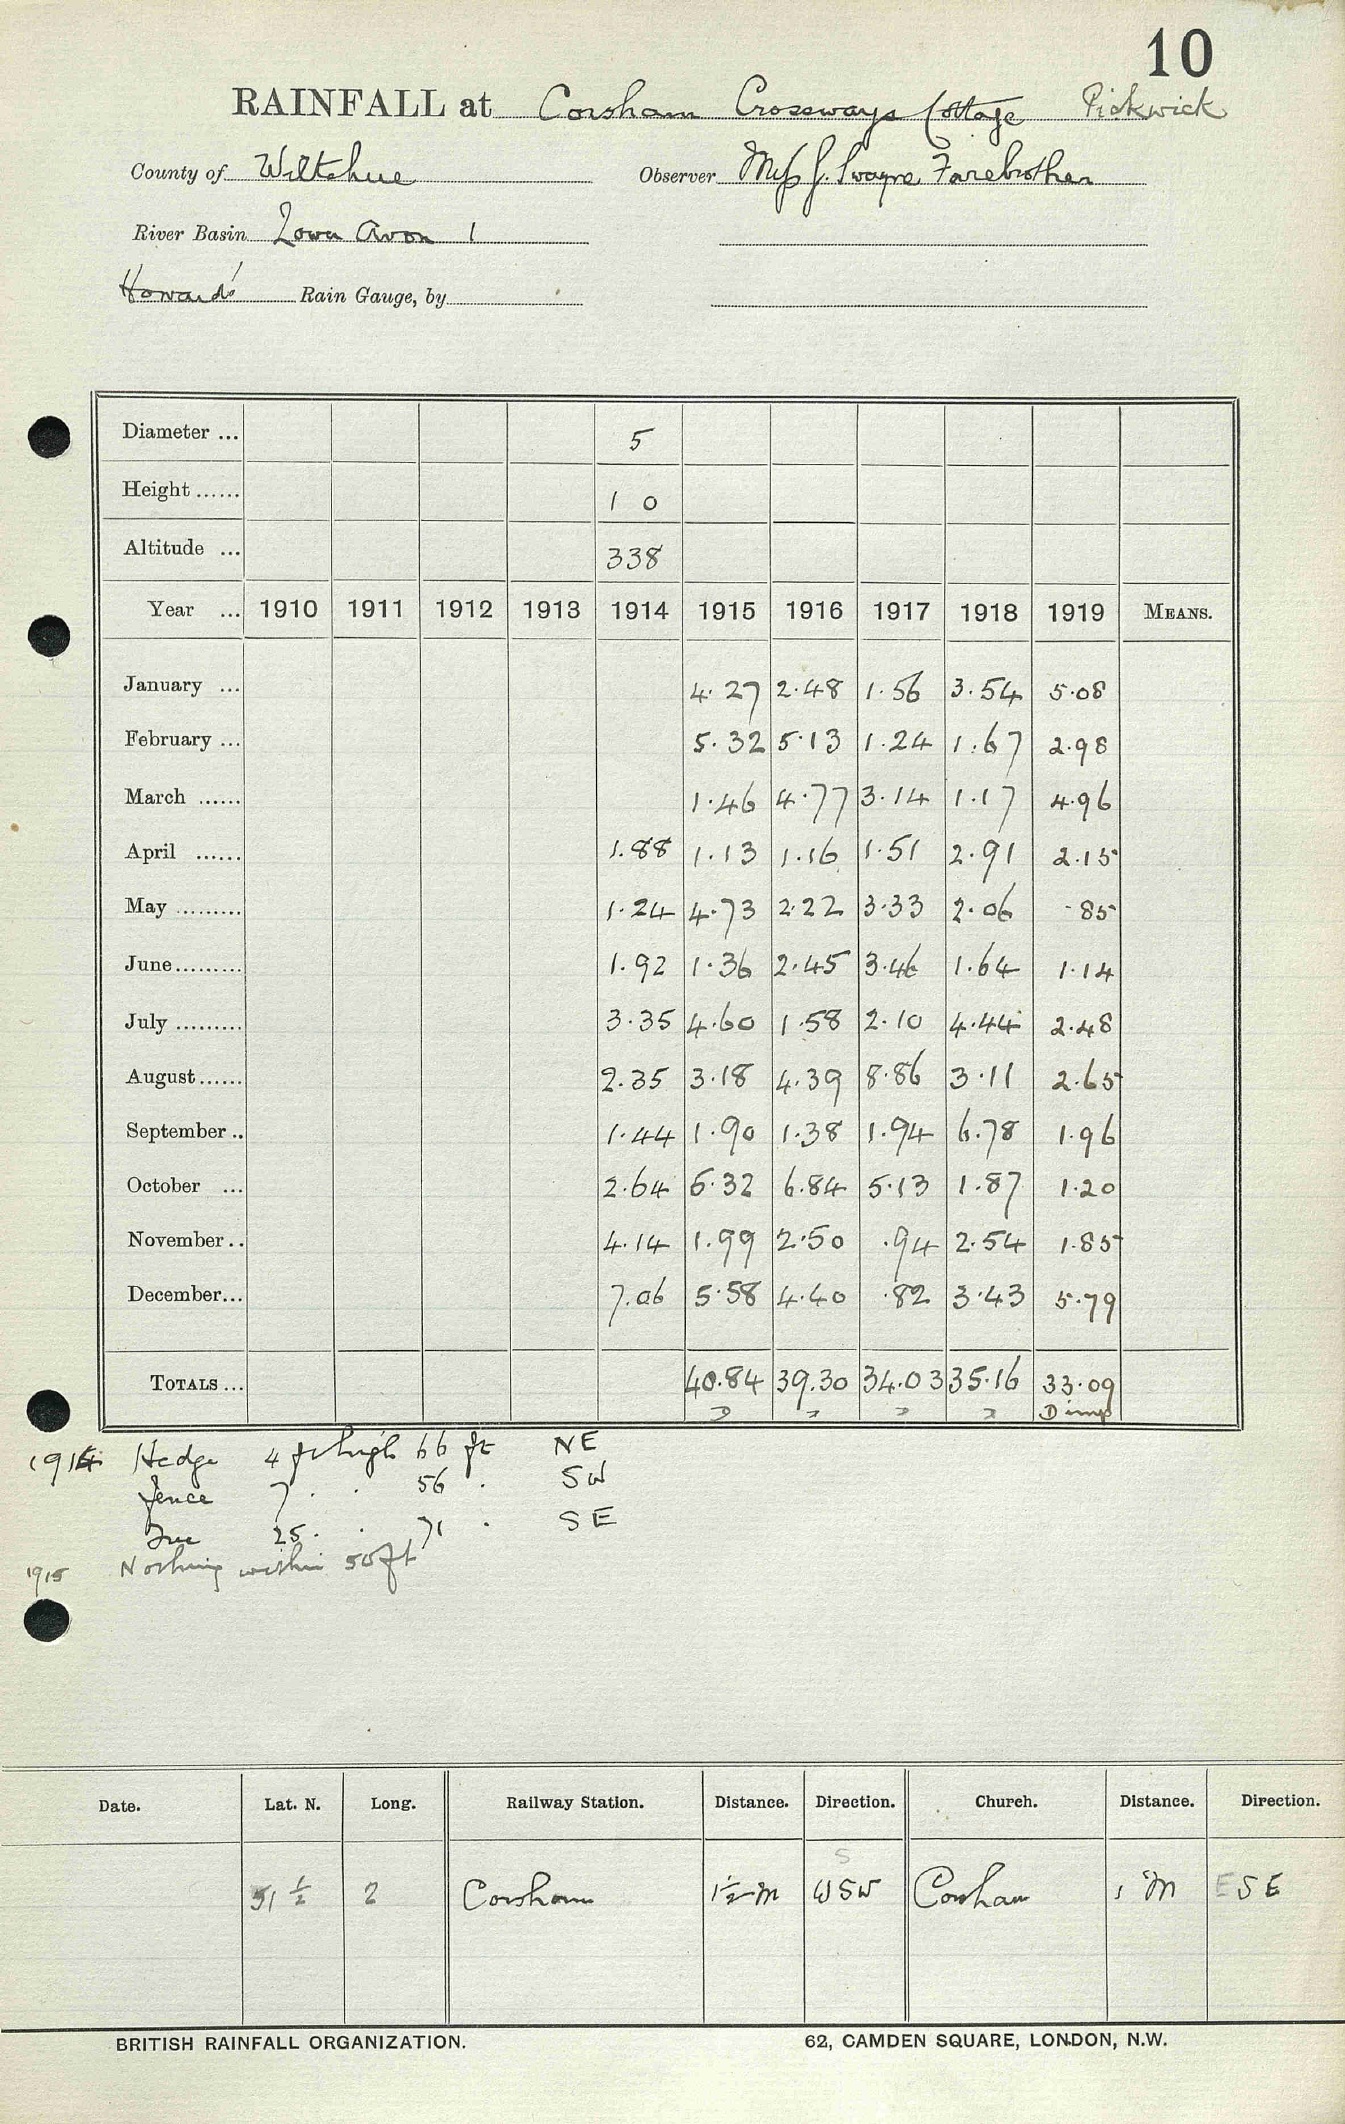 10
RAINFALL at Corsham Crossways Cottage Pickwick
County of Wiltshire Observer Miss J. Swayne Farebrother
River Basin Lower Avon 1
Howard's Rain Gauge, by
Diameter ... 5
Height ...... 1 0
Altitude ... 338
Year ... 1910 1911 1912 1913 1914 1915 1916 1917 1918 1919 MEANS.
January ... 4.27 2.48 1.56 3.54 5.08
February ... 5.32 5.13 1.24 1.67 2.98
March ...... 1.46 4.77 3.14 1.17 4.96
April ...... 1.88 1.13 1.16 1.51 2.91 2.15
May ......... 1.24 4.73 2.22 3.33 2.06 .85
June......... 1.92 1.36 2.45 3.46 1.64 1.14
July ......... 3.35 4.60 1.58 2.10 4.44 2.48
August...... 2.35 3.18 4.39 8.86 3.11 2.65
September .. 1.44 1.90 1.38 1.94 6.78 1.96
October ... 2.64 5.32 6.84 5.13 1.87 1.20
November .. 4.14 1.99 2.50 .94 2.54 1.85
December... 7.06 5.58 4.40 .82 3.43 5.79
TOTALS ... 40.84 39.30 34.03 35.16 33.09
D imp
1914 Hedge 4 ft high 66 ft NE
fence 7 . . 56 . SW
Tree 25 . . 71 . SE
1915 Nothing within 50 ft
Date. Lat. N. Long. Railway Station. Distance. Direction. Church. Distance. Direction.
S
51 ½ 2 Corsham 1½ M WSW Corsham 1 M ESE
BRITISH RAINFALL ORGANIZATION. 62, CAMDEN SQUARE, LONDON, N.W.